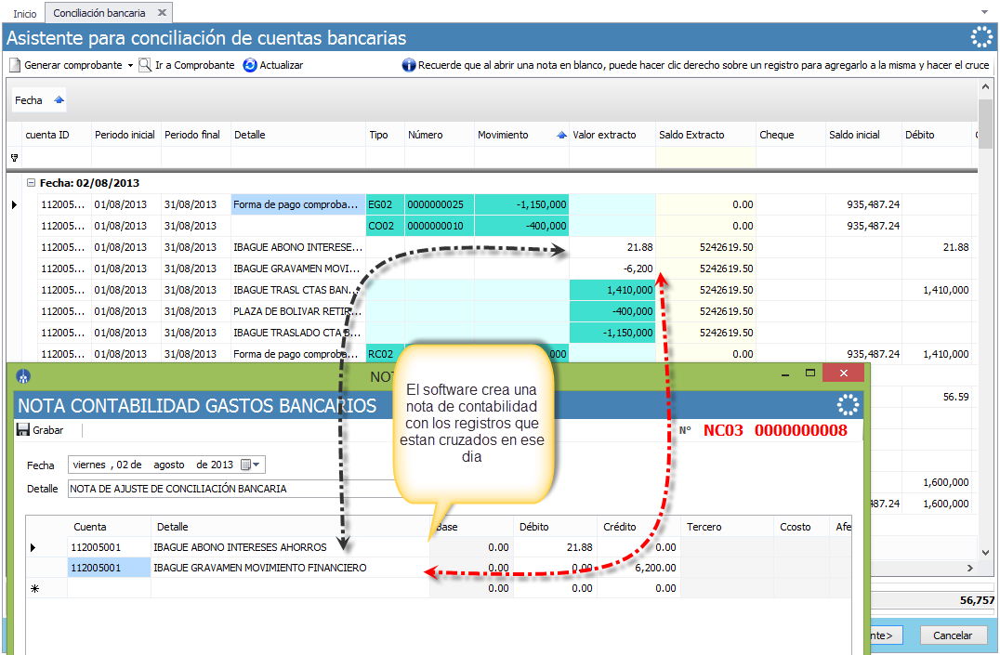 Inicio Conciliación bancaria
Asistente para conciliación de cuentas bancarias
Generar comprobante Ir a Comprobante Actualizar Recuerde que al abrir una nota en blanco, puede hacer clic derecho sobre un registro para agregarlo a la misma y hacer el cruce
Fecha
cuenta ID Periodo inicial Periodo final Detalle Tipo Número Movimiento Valor extracto Saldo Extracto Cheque Saldo inicial Débito
Fecha: 02/08/2013
112005... 01/08/2013 31/08/2013 Forma de pago comproba... EG02 0000000025 -1,150,000 0.00 935,487.24
112005... 01/08/2013 31/08/2013 CO02 0000000010 -400,000 0.00 935,487.24
112005... 01/08/2013 31/08/2013 IBAGUE ABONO INTERESE... 21.88 5242619.50 21.88
112005... 01/08/2013 31/08/2013 IBAGUE GRAVAMEN MOVI... -6,200 5242619.50
112005... 01/08/2013 31/08/2013 IBAGUE TRASL CTAS BAN... 1,410,000 5242619.50 1,410,000
112005... 01/08/2013 31/08/2013 PLAZA DE BOLIVAR RETIR... -400,000 5242619.50
112005... 01/08/2013 31/08/2013 IBAGUE TRASLADO CTA B... -1,150,000 5242619.50
112005... 01/08/2013 31/08/2013 Forma de pago comproba... RC02 000 0.00 935,487.24 1,410,000
56.59
1,600,000
487.24 1,600,000
56,757
nte> Cancelar
NOT
NOTA CONTABILIDAD GASTOS BANCARIOS
Grabar Nº NC03 0000000008
Fecha viernes , 02 de agosto de 2013
Detalle NOTA DE AJUSTE DE CONCILIACIÓN BANCARIA
Cuenta Detalle Base Débito Crédito Tercero Ccosto Afe
112005001 IBAGUE ABONO INTERESES AHORROS 0.00 21.88 0.00
112005001 IBAGUE GRAVAMEN MOVIMIENTO FINANCIERO 0.00 0.00 6,200.00
0.00 0.00 0.00
El software crea una
nota de contabilidad
con los registros que
estan cruzados en ese
dia